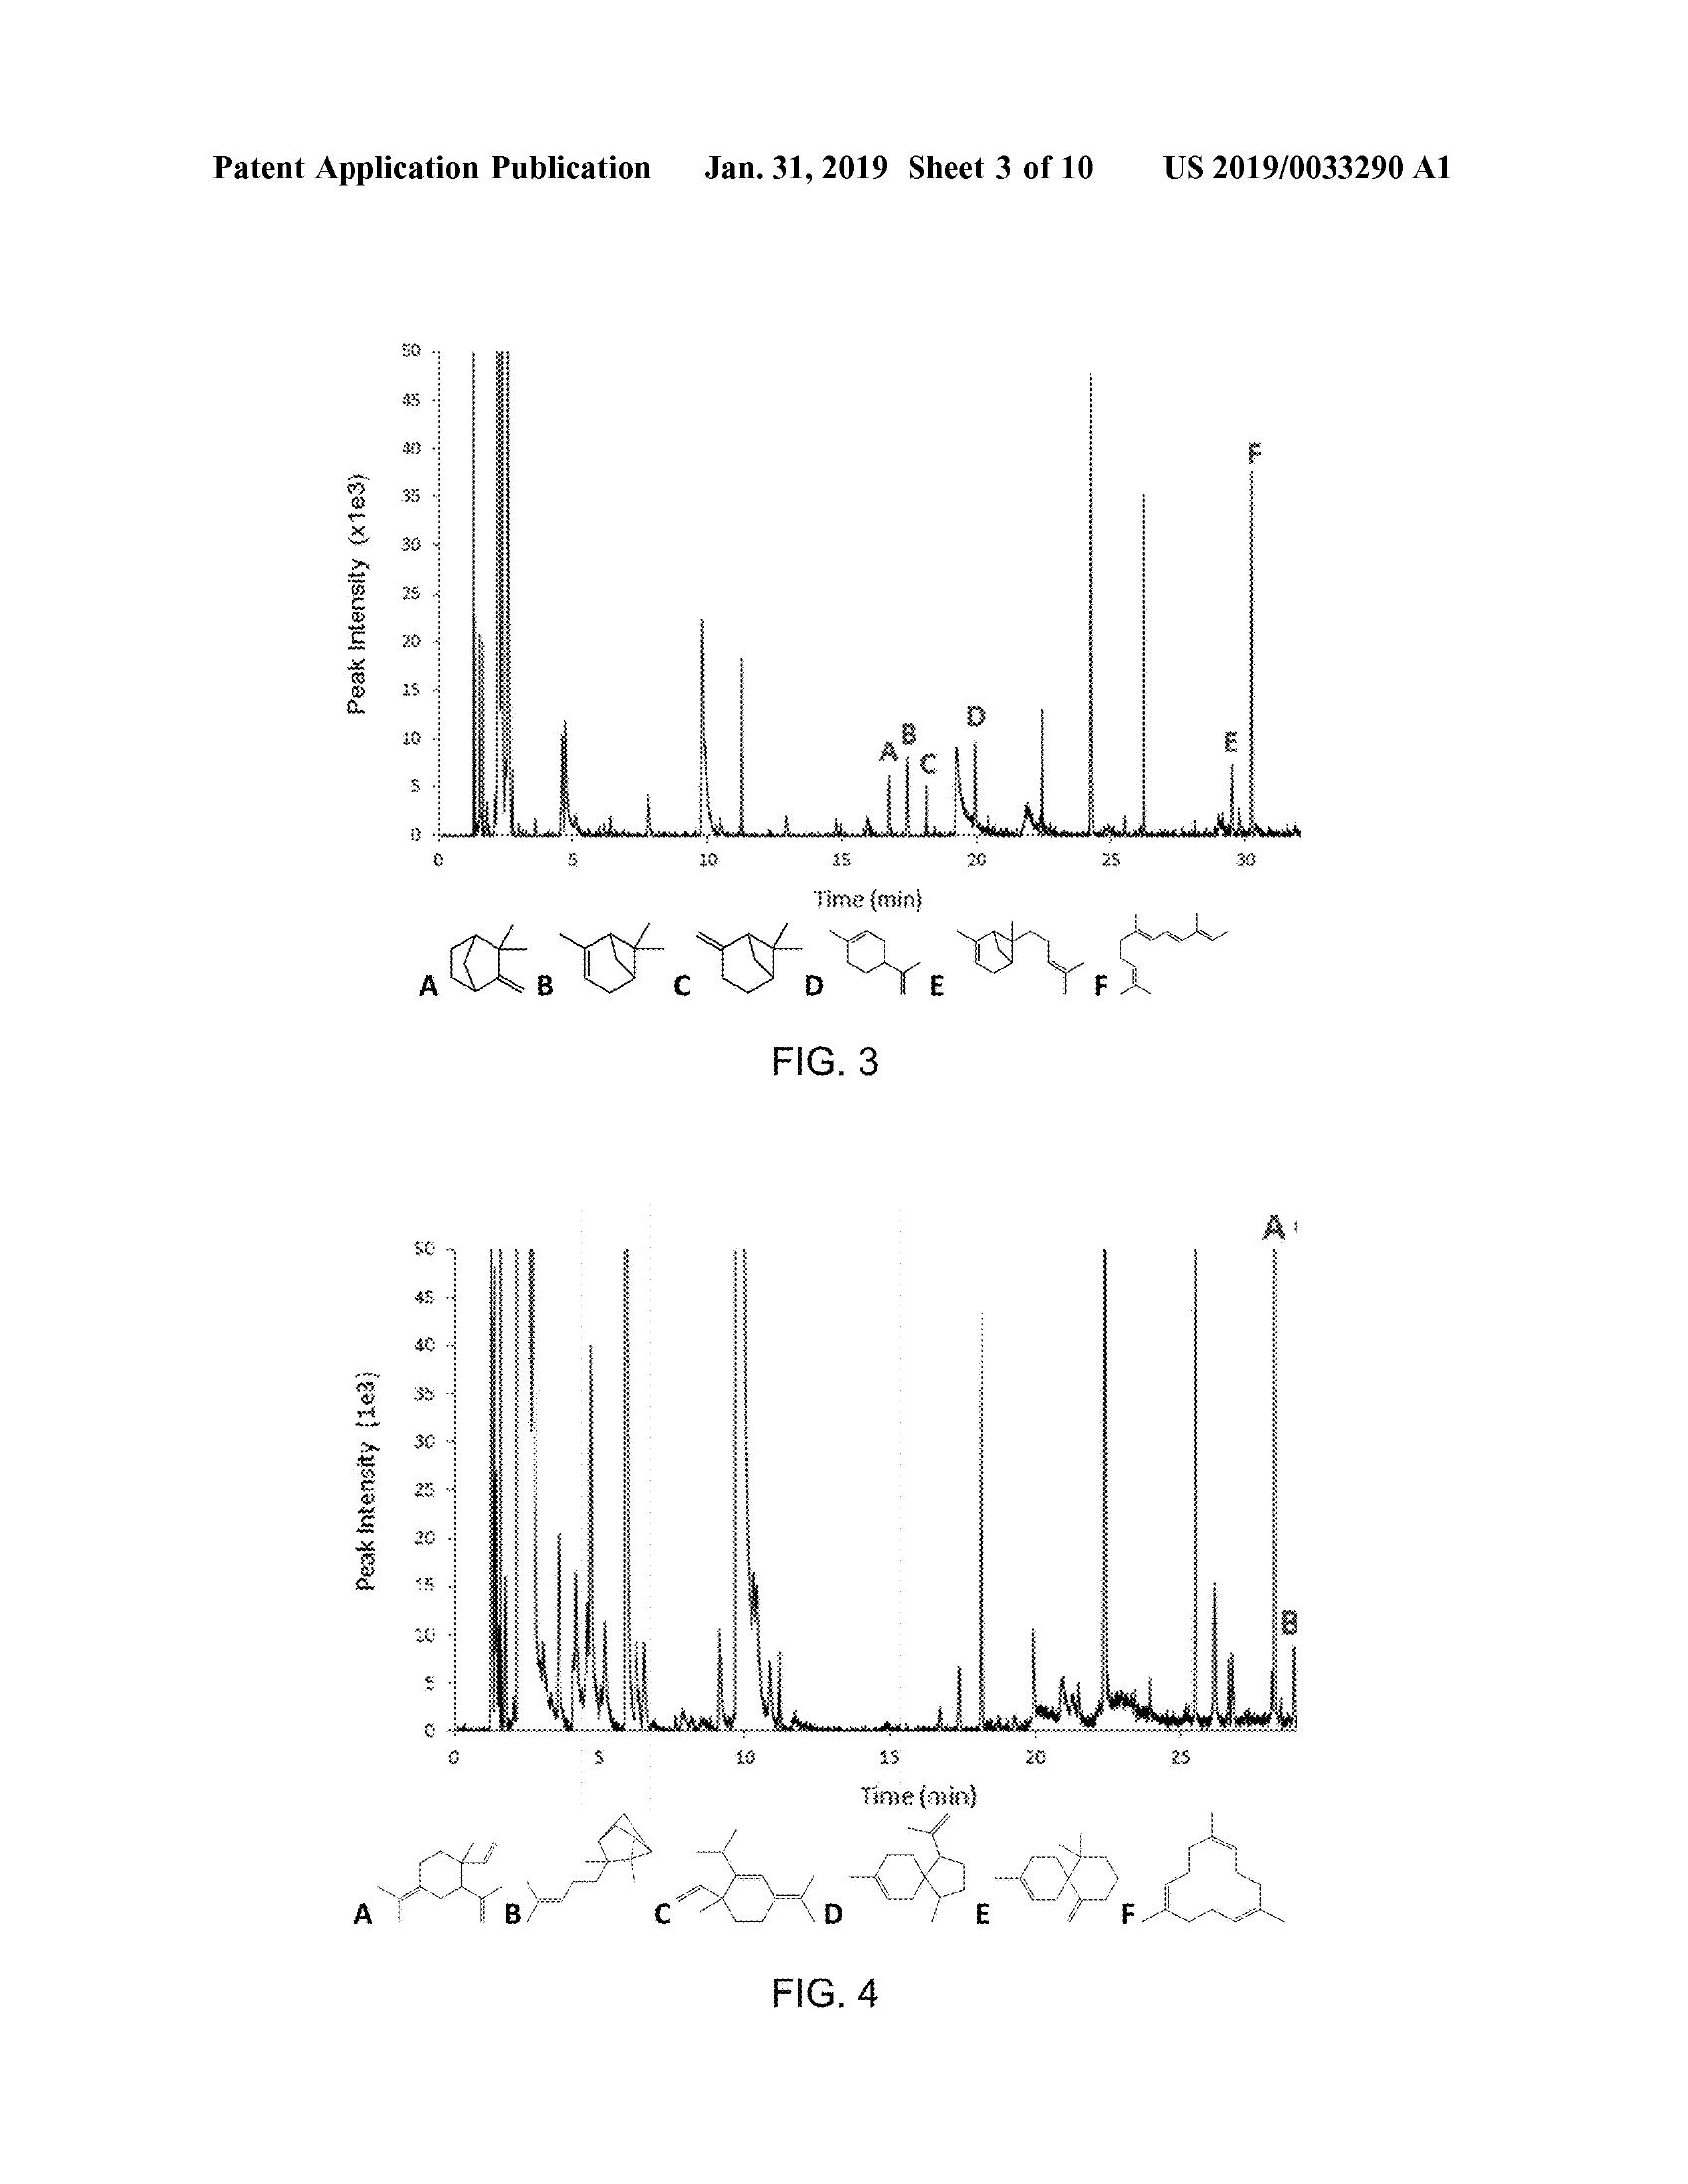 Patent Application Publication Jan. 31, 2019 Sheet 3 of 10 US 2019/0033290 A1
50
45
40
35
30
25
20
15
10
5
0
Peak Intensity (x1e3)
A
B
C
D
E
F
0 5 10 15 20 25 30
Time (min)
A B C D E F
FIG. 3
50
45
40
35
30
25
20
15
10
5
0
Peak Intensity (1e3)
A
B
0 5 10 15 20 25
Time (min)
A B C D E F
FIG. 4